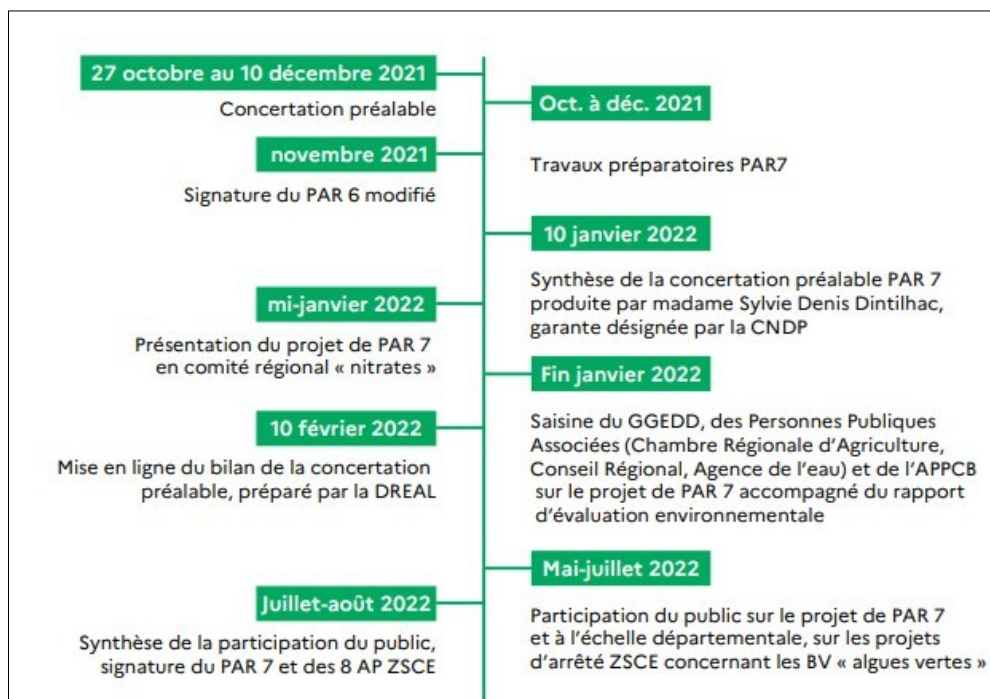 27 octobre au 10 décembre 2021
Concertation préalable
Oct. à déc. 2021
Travaux préparatoires PAR7
novembre 2021
Signature du PAR 6 modifié
10 janvier 2022
Synthèse de la concertation préalable PAR 7
produite par madame Sylvie Denis Dintilhac,
garante désignée par la CNDP
mi-janvier 2022
Présentation du projet de PAR 7
en comité régional « nitrates »
Fin janvier 2022
Saisine du GGEDD, des Personnes Publiques
Associées (Chambre Régionale d'Agriculture,
Conseil Régional, Agence de l'eau) et de l'APPCB
sur le projet de PAR 7 accompagné du rapport
d'évaluation environnementale
10 février 2022
Mise en ligne du bilan de la concertation
préalable, préparé par la DREAL
Mai-juillet 2022
Participation du public sur le projet de PAR 7
et à l'échelle départementale, sur les projets
d'arrêté ZSCE concernant les BV « algues vertes »
Juillet-août 2022
Synthèse de la participation du public,
signature du PAR 7 et des 8 AP ZSCE